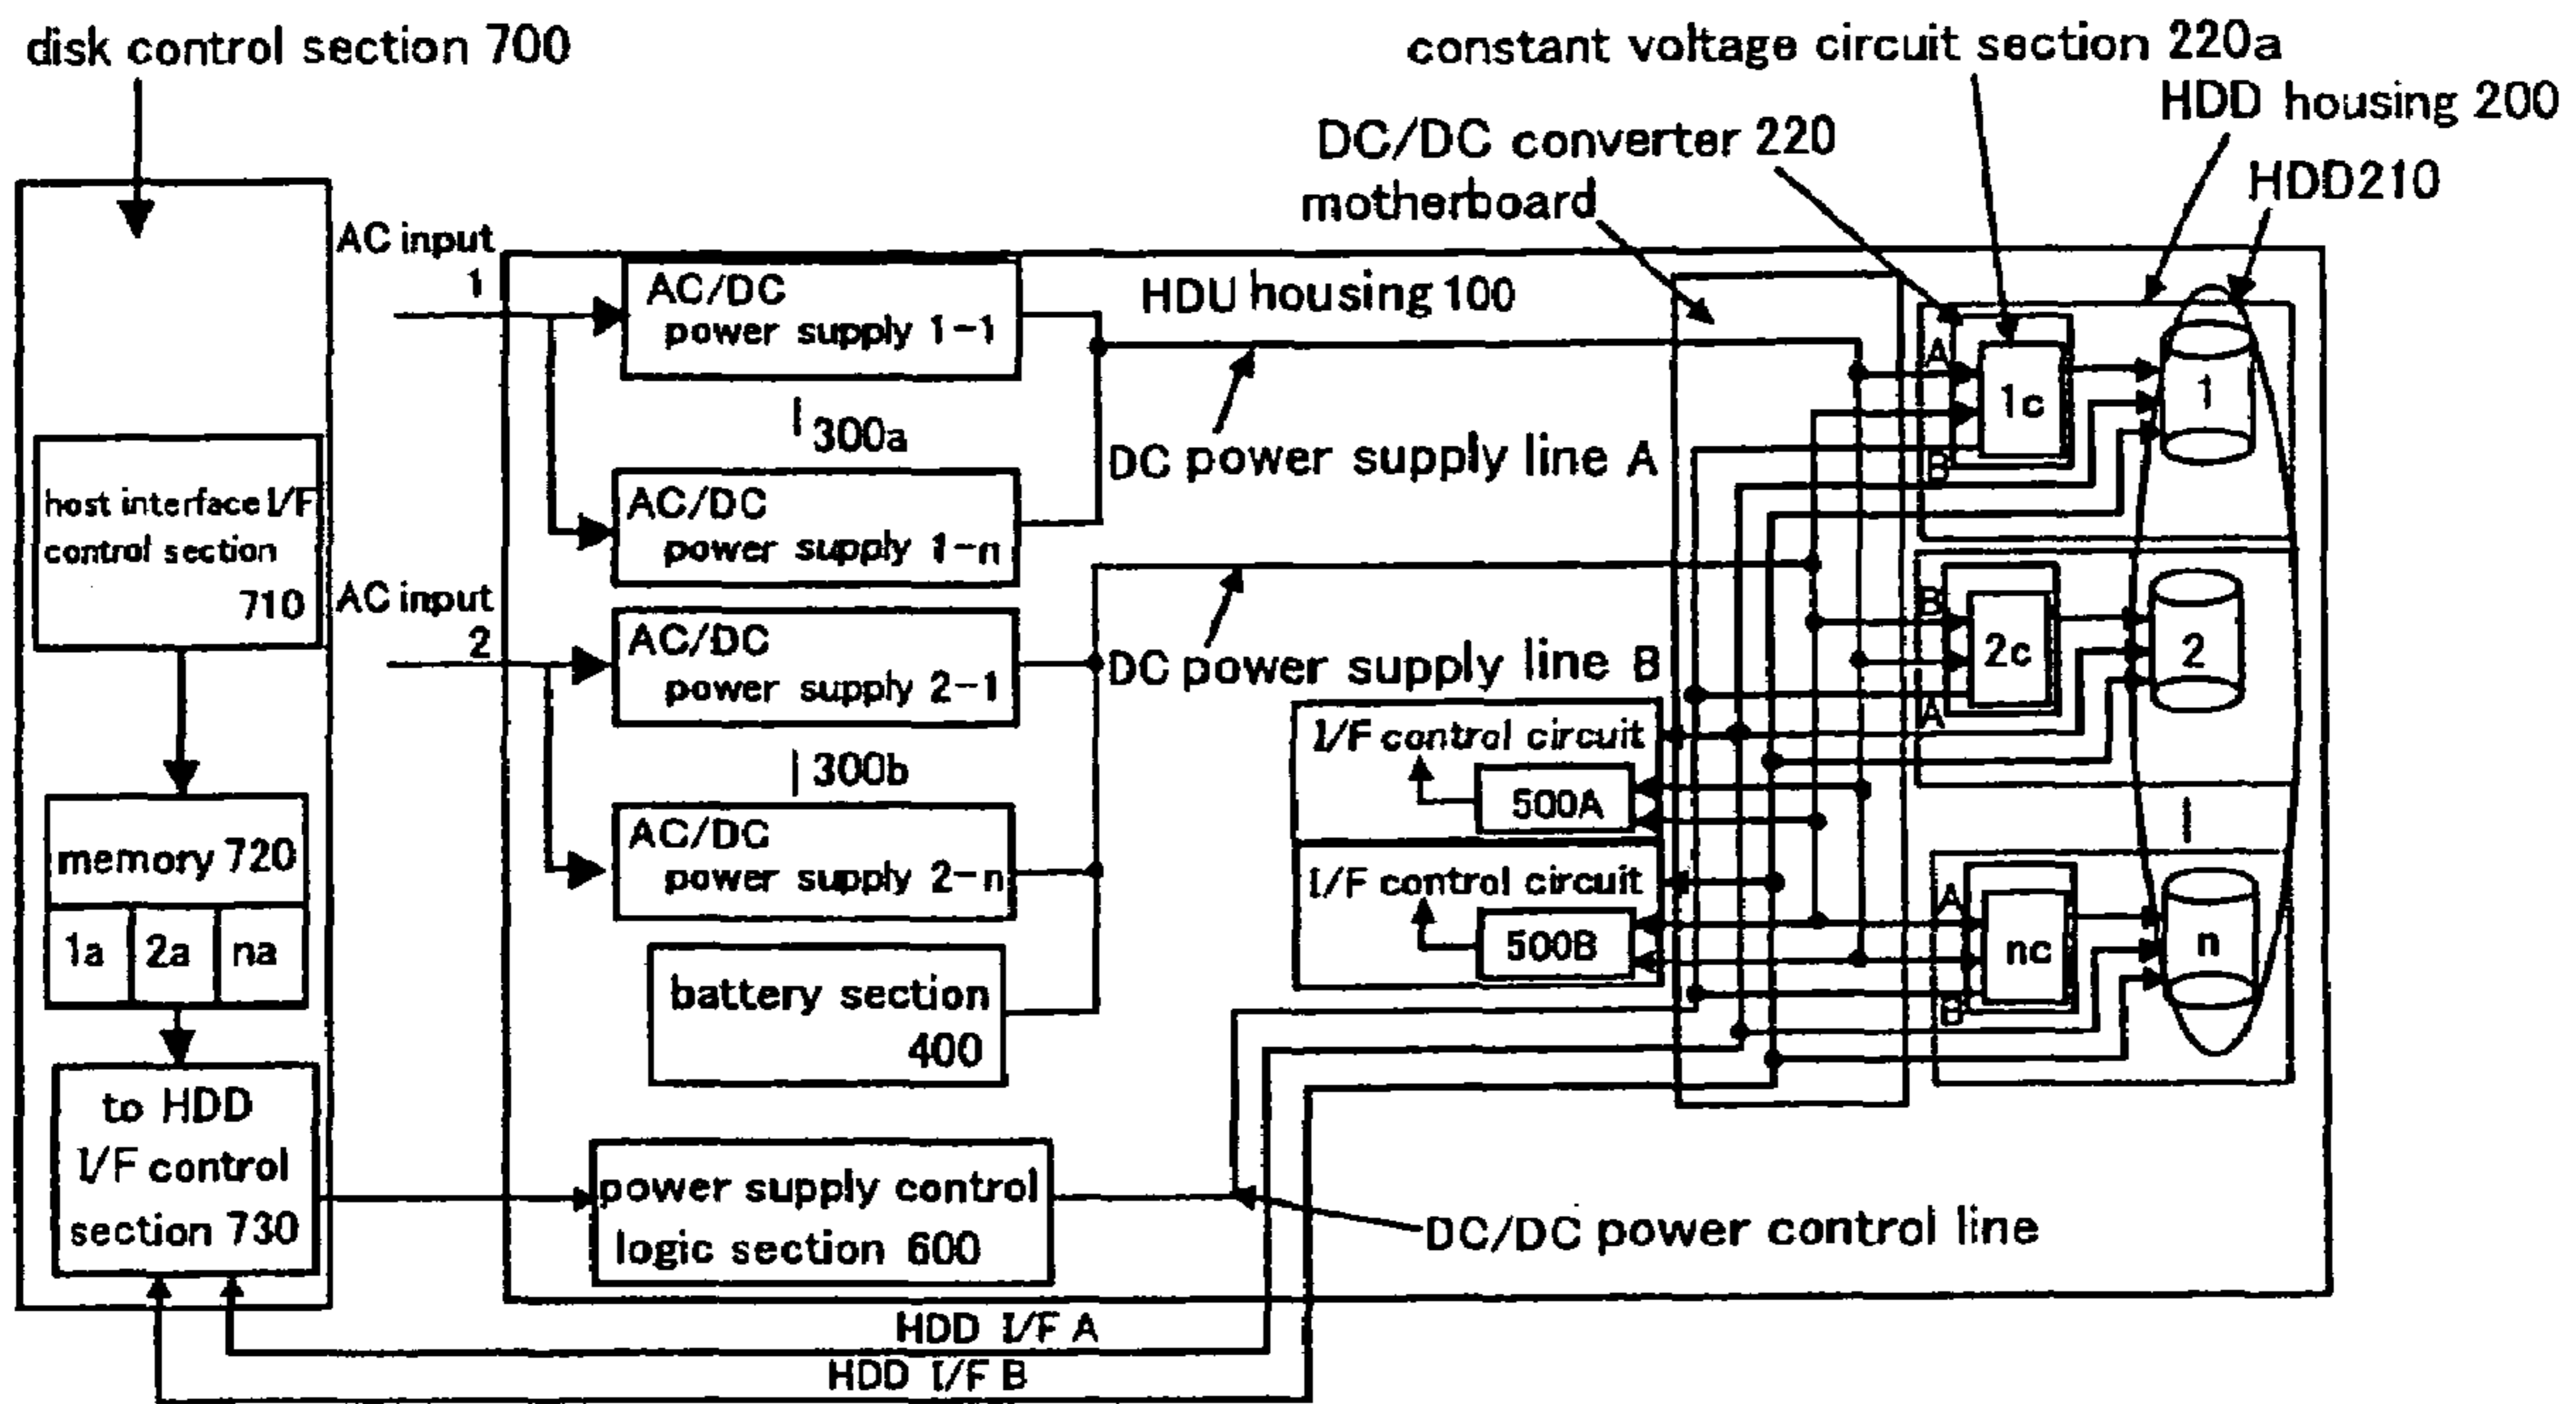 disk control section 700
constant voltage circuit section 220a
HDD housing 200
DC/DC converter 220
HDD210
motherboard
AC input
1
AC/DC
power supply 1-1
HDU housing 100
300a
DC power supply line A
AC/DC
power supply 1-n
host interface I/F
control section
710
AC input
2
AC/DC
power supply 2-1
DC power supply line B
300b
AC/DC
power supply 2-n
I/F control circuit
500A
I/F control circuit
500B
A
1c
B
1
B
2c
A
2
A
nc
B
n
memory 720
1a 2a na
battery section
400
to HDD
I/F control
section 730
power supply control
logic section 600
DC/DC power control line
HDD I/F A
HDD I/F B